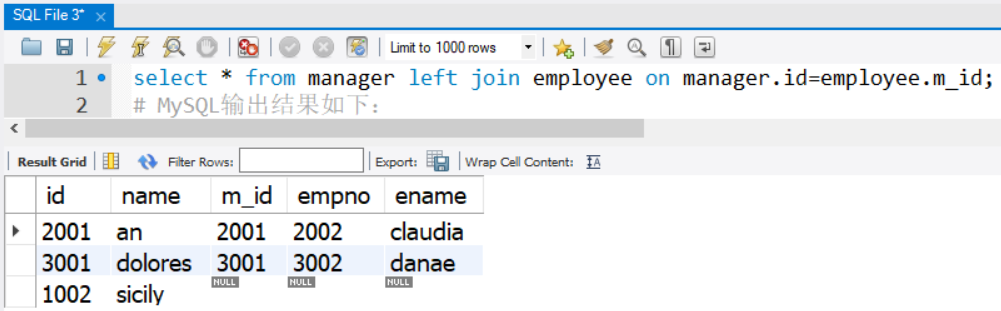 SQL File 3*
Limit to 1000 rows
1 select * from manager left join employee on manager.id=employee.m_id;
2 # MySQL输出结果如下：
Result Grid Filter Rows: Export: Wrap Cell Content:
id name m_id empno ename
2001 an 2001 2002 claudia
3001 dolores 3001 3002 danae
1002 sicily NULL NULL NULL